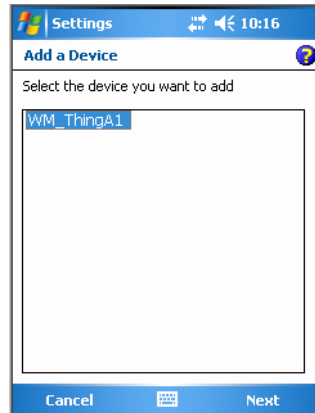 Settings 10:16
Add a Device
Select the device you want to add
WM_ThingA1
Cancel Next